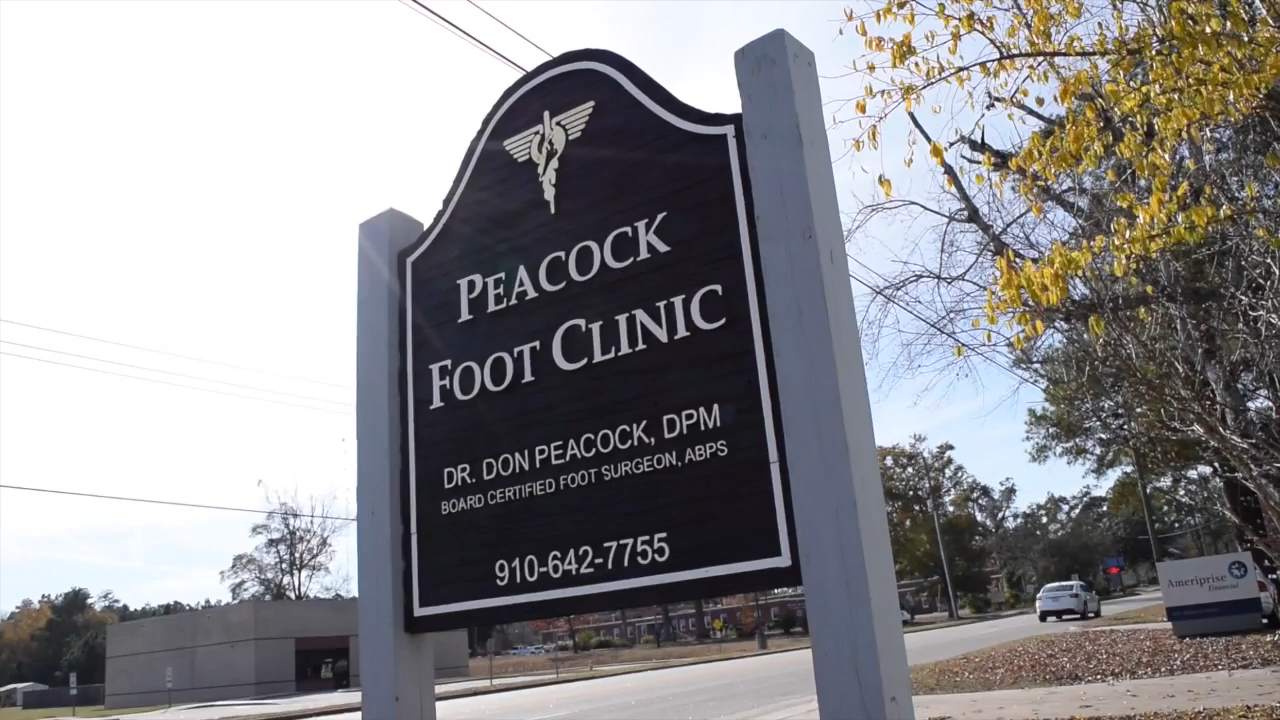 PEACOCK
FOOT CLINIC
DR. DON PEACOCK, DPM
BOARD CERTIFIED FOOT SURGEON, ABPS
910-642-7755
Ameriprise
Financial